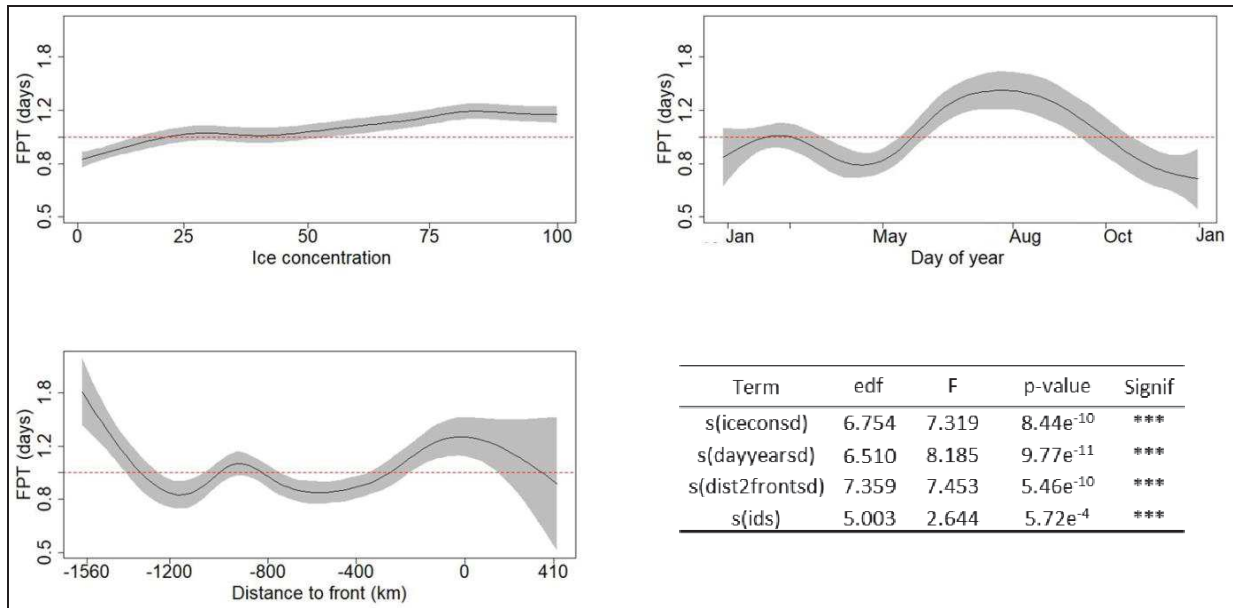 FPT (days)
1.8
1.2
0.8
0.5
0 25 50 75 100
Ice concentration
FPT (days)
1.8
1.2
0.8
0.5
Jan May Aug Oct Jan
Day of year
FPT (days)
1.8
1.2
0.8
0.5
-1560 -1200 -800 -400 0 410
Distance to front (km)
Term edf F p-value Signif
s(iceconsd) 6.754 7.319 8.44e⁻¹⁰ ***
s(dayyearsd) 6.510 8.185 9.77e⁻¹¹ ***
s(dist2frontsd) 7.359 7.453 5.46e⁻¹⁰ ***
s(ids) 5.003 2.644 5.72e⁻⁴ ***